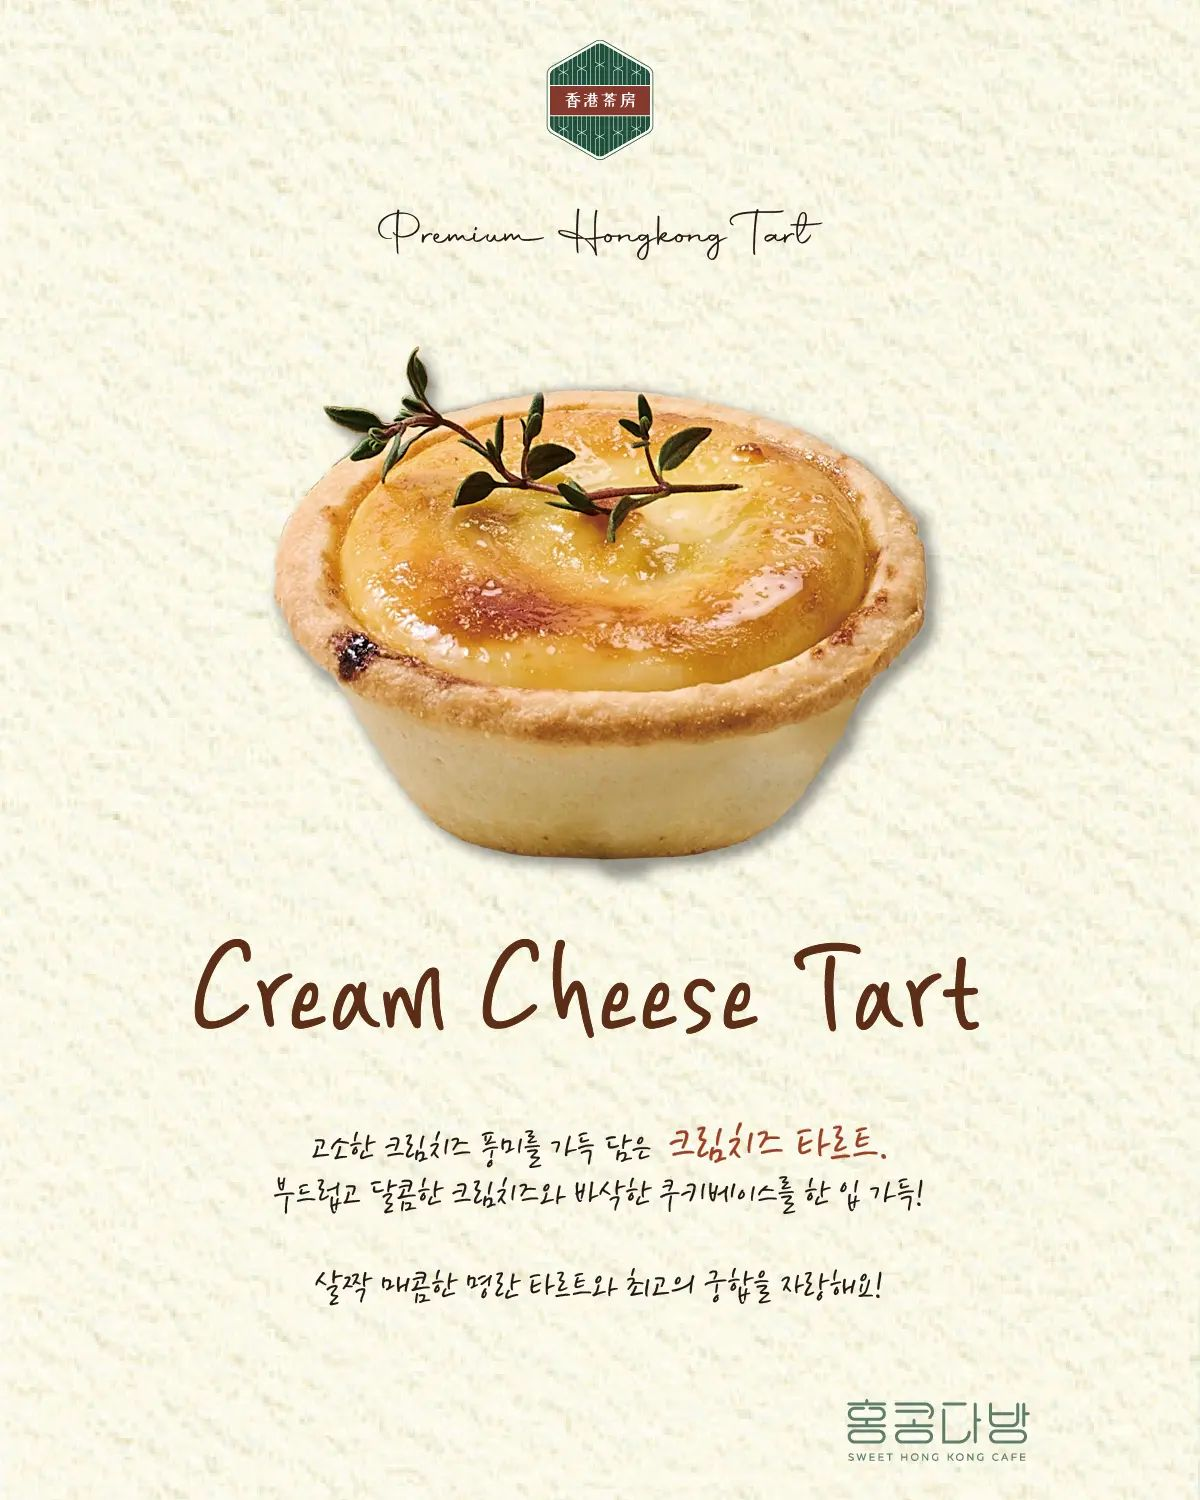 香港茶房
Premium Hongkong Tart
Cream Cheese Tart
고소한 크림치즈 풍미를 가득 담은 크림치즈 타르트.
부드럽고 달콤한 크림치즈와 바삭한 쿠키베이스를 한 입 가득!
살짝 매콤한 명란 타르트와 최고의 궁합을 자랑해요!
홍콩다방
SWEET HONG KONG CAFE